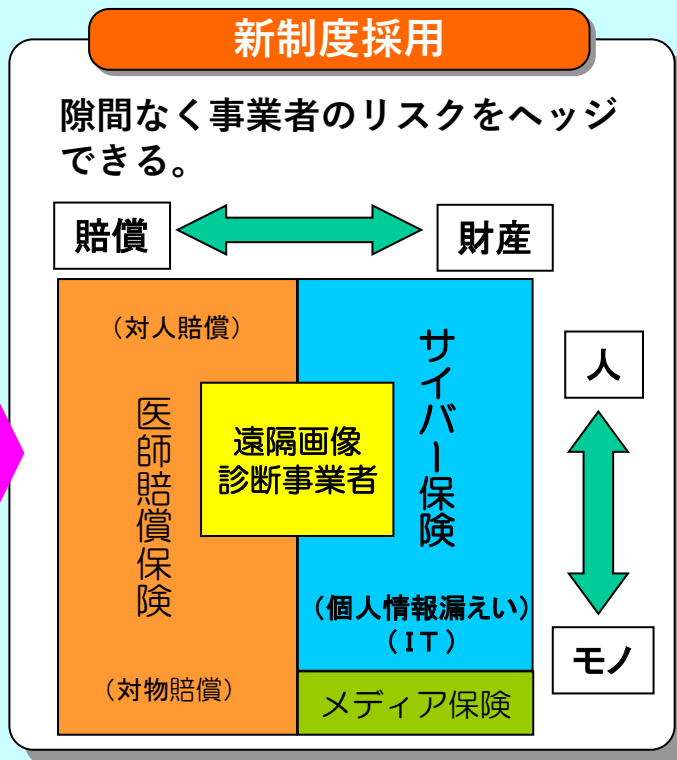 新制度採用
隙間なく事業者のリスクをヘッジ
できる。
賠償
財産
（対人賠償）
医師賠償保険
（対物賠償）
遠隔画像
診断事業者
サイバー保険
（個人情報漏えい）
（IT）
メディア保険
人
モノ